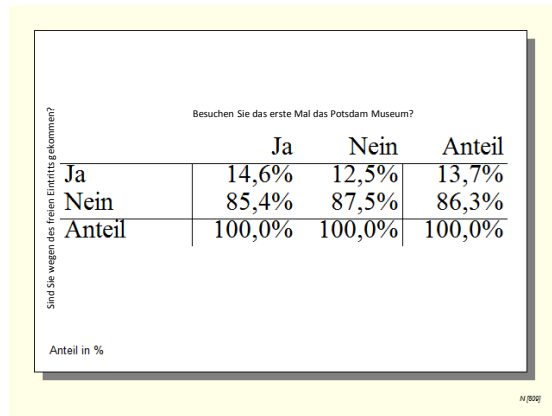 Besuchen Sie das erste Mal das Potsdam Museum?
Sind Sie wegen des freien Eintritts gekommen?
Ja Nein Anteil
Ja 14,6% 12,5% 13,7%
Nein 85,4% 87,5% 86,3%
Anteil 100,0% 100,0% 100,0%
Anteil in %
N [809]